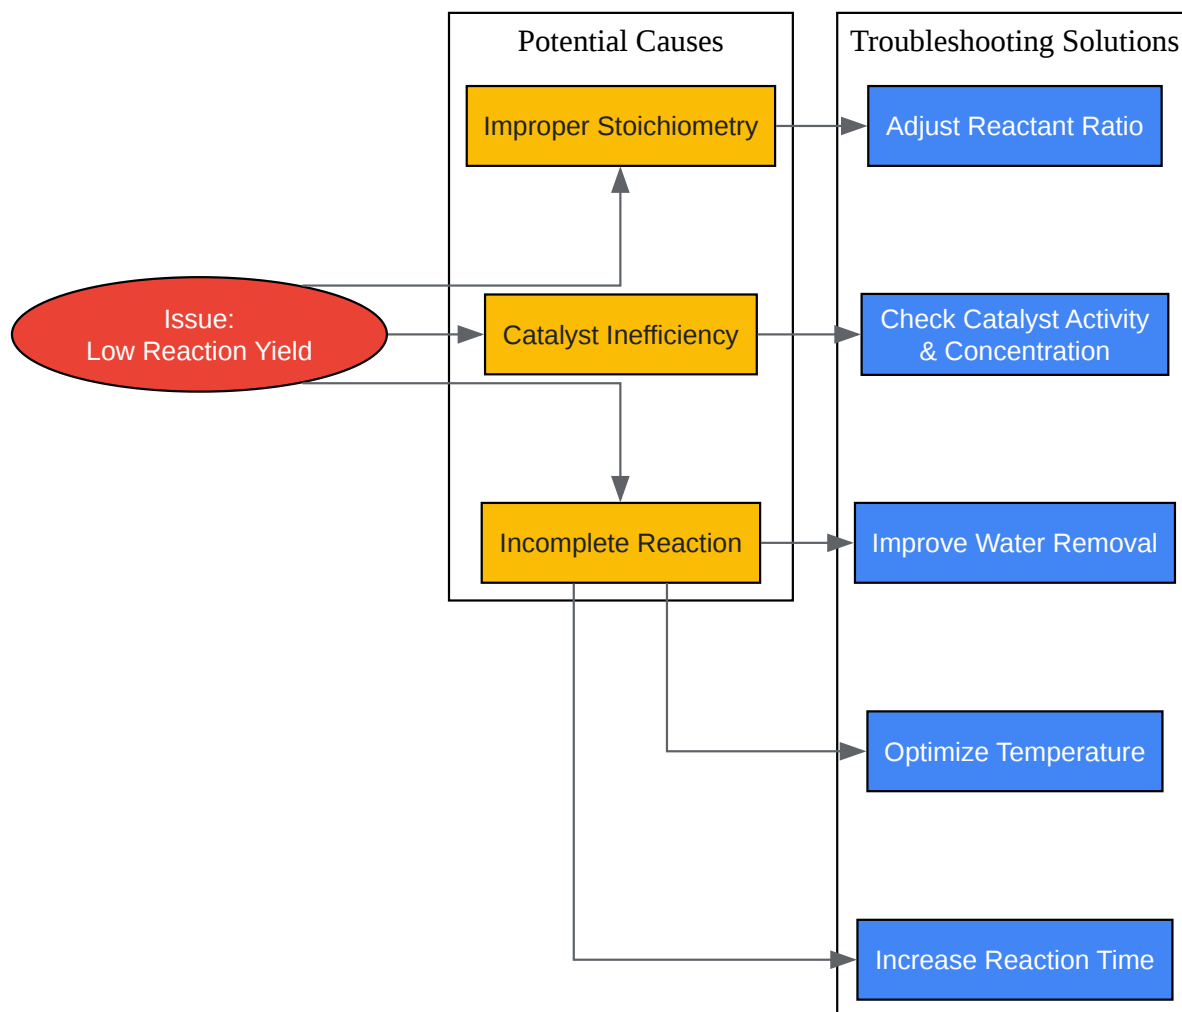 Potential Causes
Troubleshooting Solutions
Improper Stoichiometry
Adjust Reactant Ratio
Issue:
Low Reaction Yield
Catalyst Inefficiency
Check Catalyst Activity
& Concentration
Incomplete Reaction
Improve Water Removal
Optimize Temperature
Increase Reaction Time